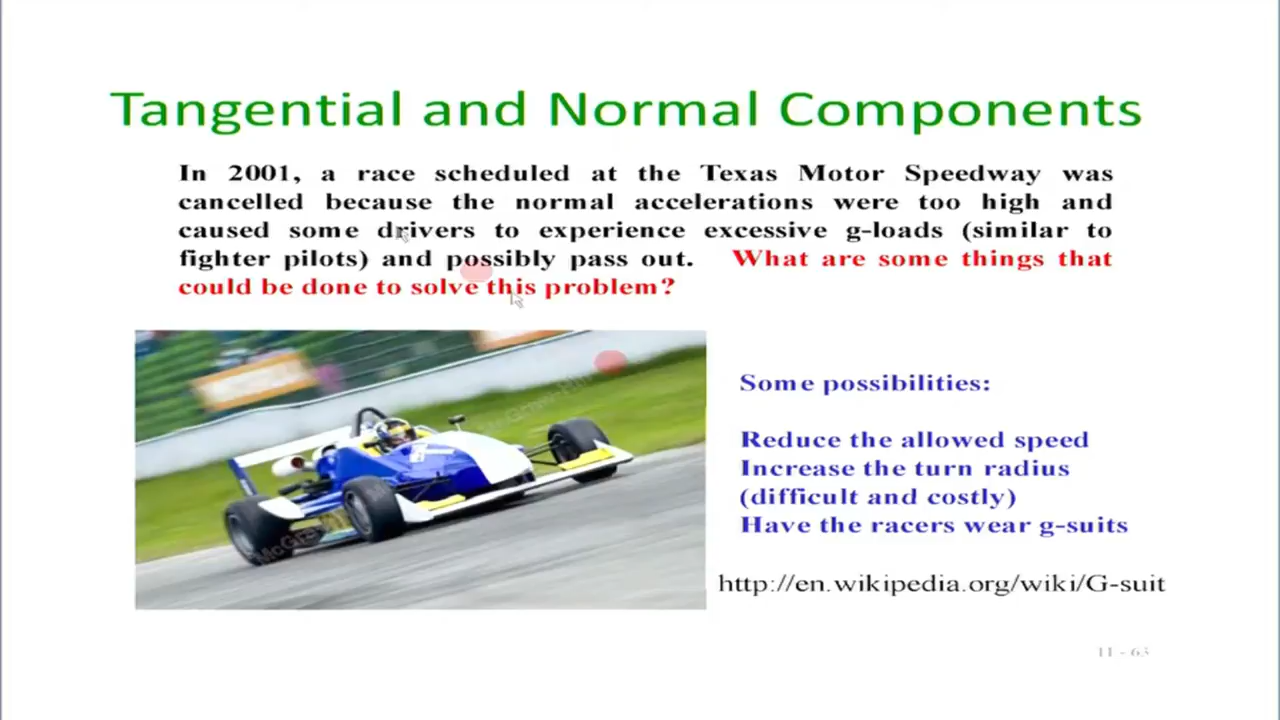 Tangential and Normal Components
In 2001, a race scheduled at the Texas Motor Speedway was
cancelled because the normal accelerations were too high and
caused some drivers to experience excessive g-loads (similar to
fighter pilots) and possibly pass out. What are some things that
could be done to solve this problem?
Some possibilities:
Reduce the allowed speed
Increase the turn radius
(difficult and costly)
Have the racers wear g-suits
http://en.wikipedia.org/wiki/G-suit
11 - 63